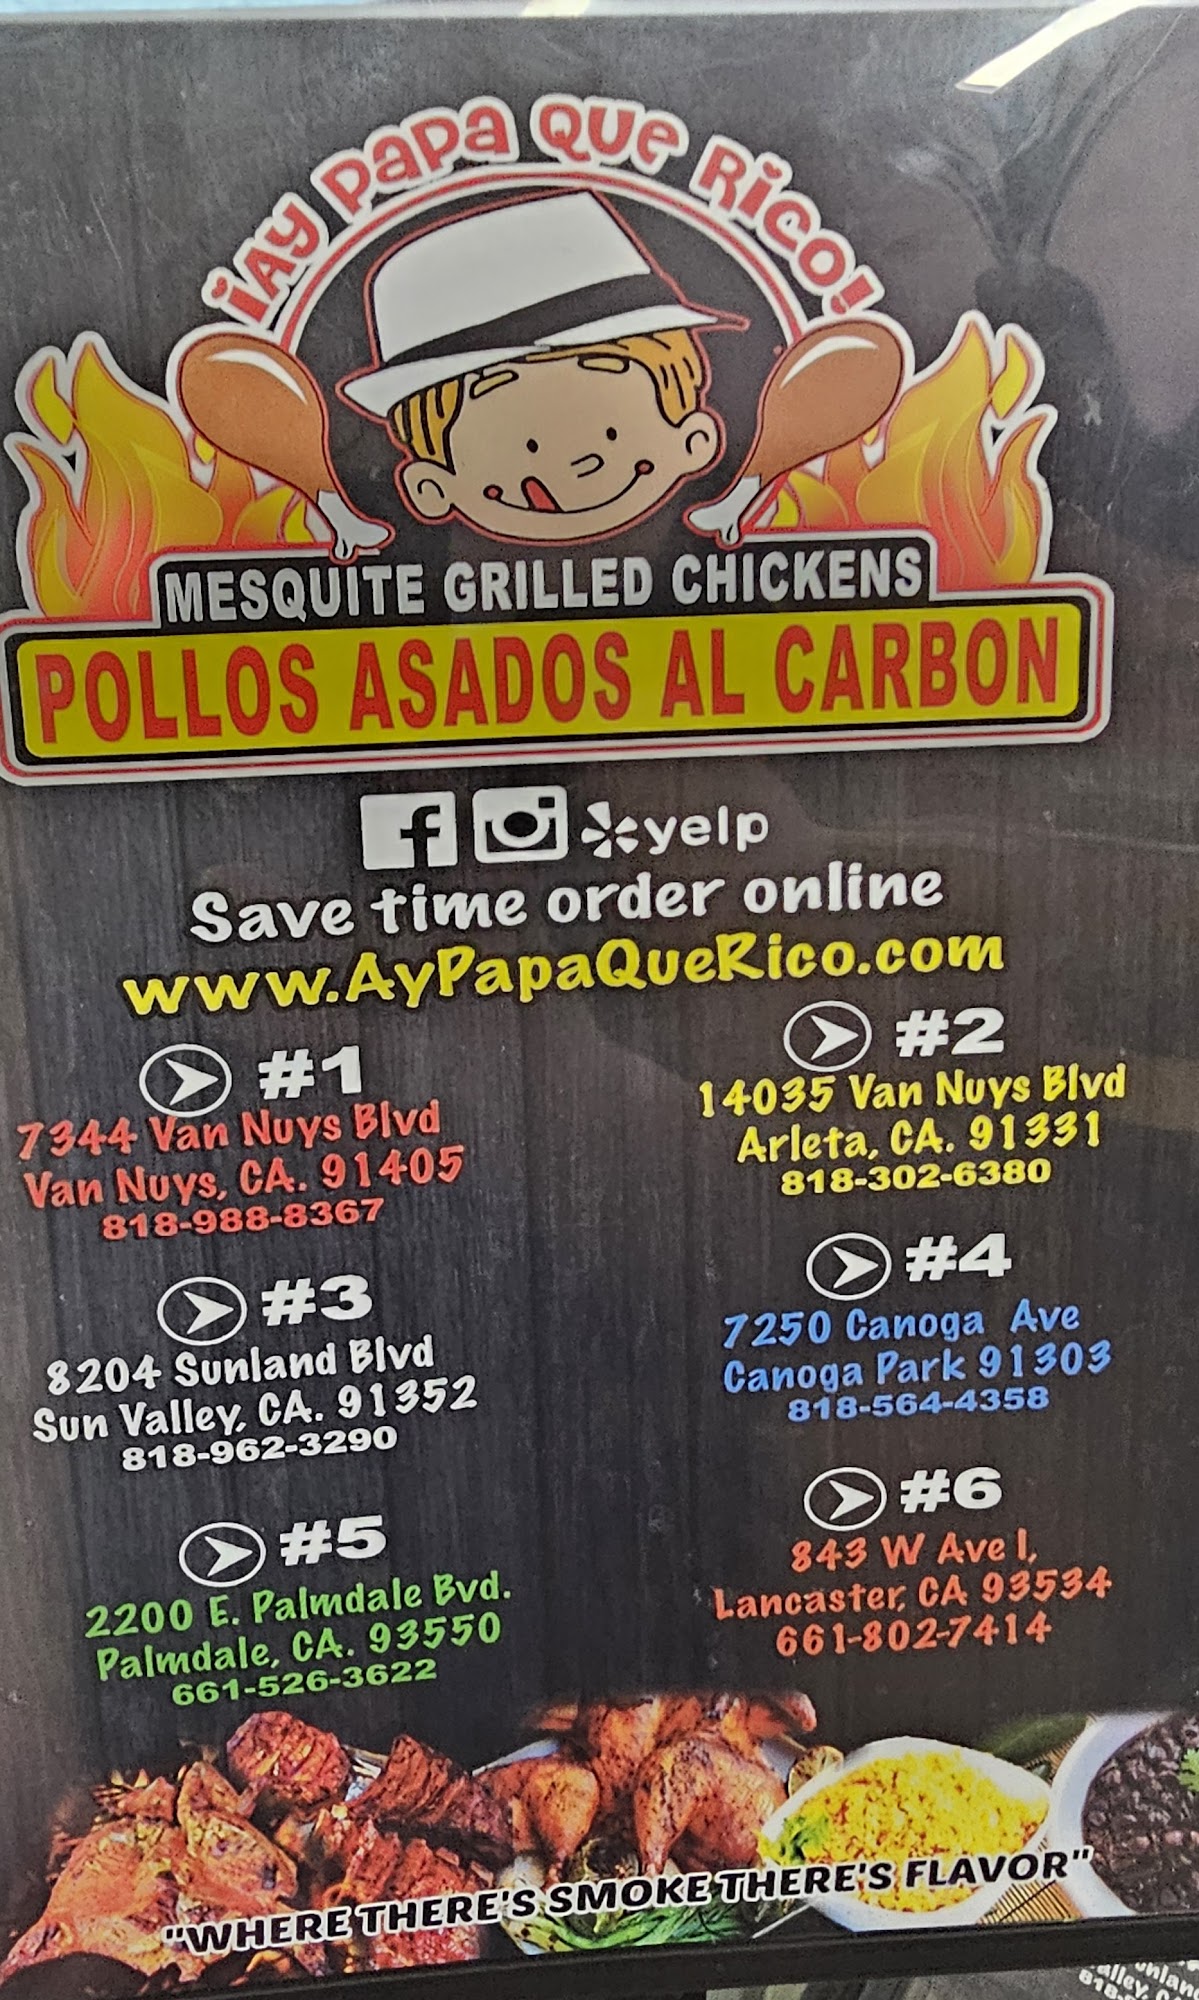 ¡Ay Papa Que Rico!
MESQUITE GRILLED CHICKENS
POLLOS ASADOS AL CARBON
f yelp
Save time order online
www.AyPapaQueRico.com
#1
7344 Van Nuys Blvd
Van Nuys, CA. 91405
818-988-8367
#2
14035 Van Nuys Blvd
Arleta, CA. 91331
818-302-6380
#3
8204 Sunland Blvd
Sun Valley, CA. 91352
818-962-3290
#4
7250 Canoga Ave
Canoga Park 91303
818-564-4358
#5
2200 E. Palmdale Bvd.
Palmdale, CA. 93550
661-526-3622
#6
843 W Ave I,
Lancaster, CA 93534
661-802-7414
"WHERE THERE'S SMOKE THERE'S FLAVOR"